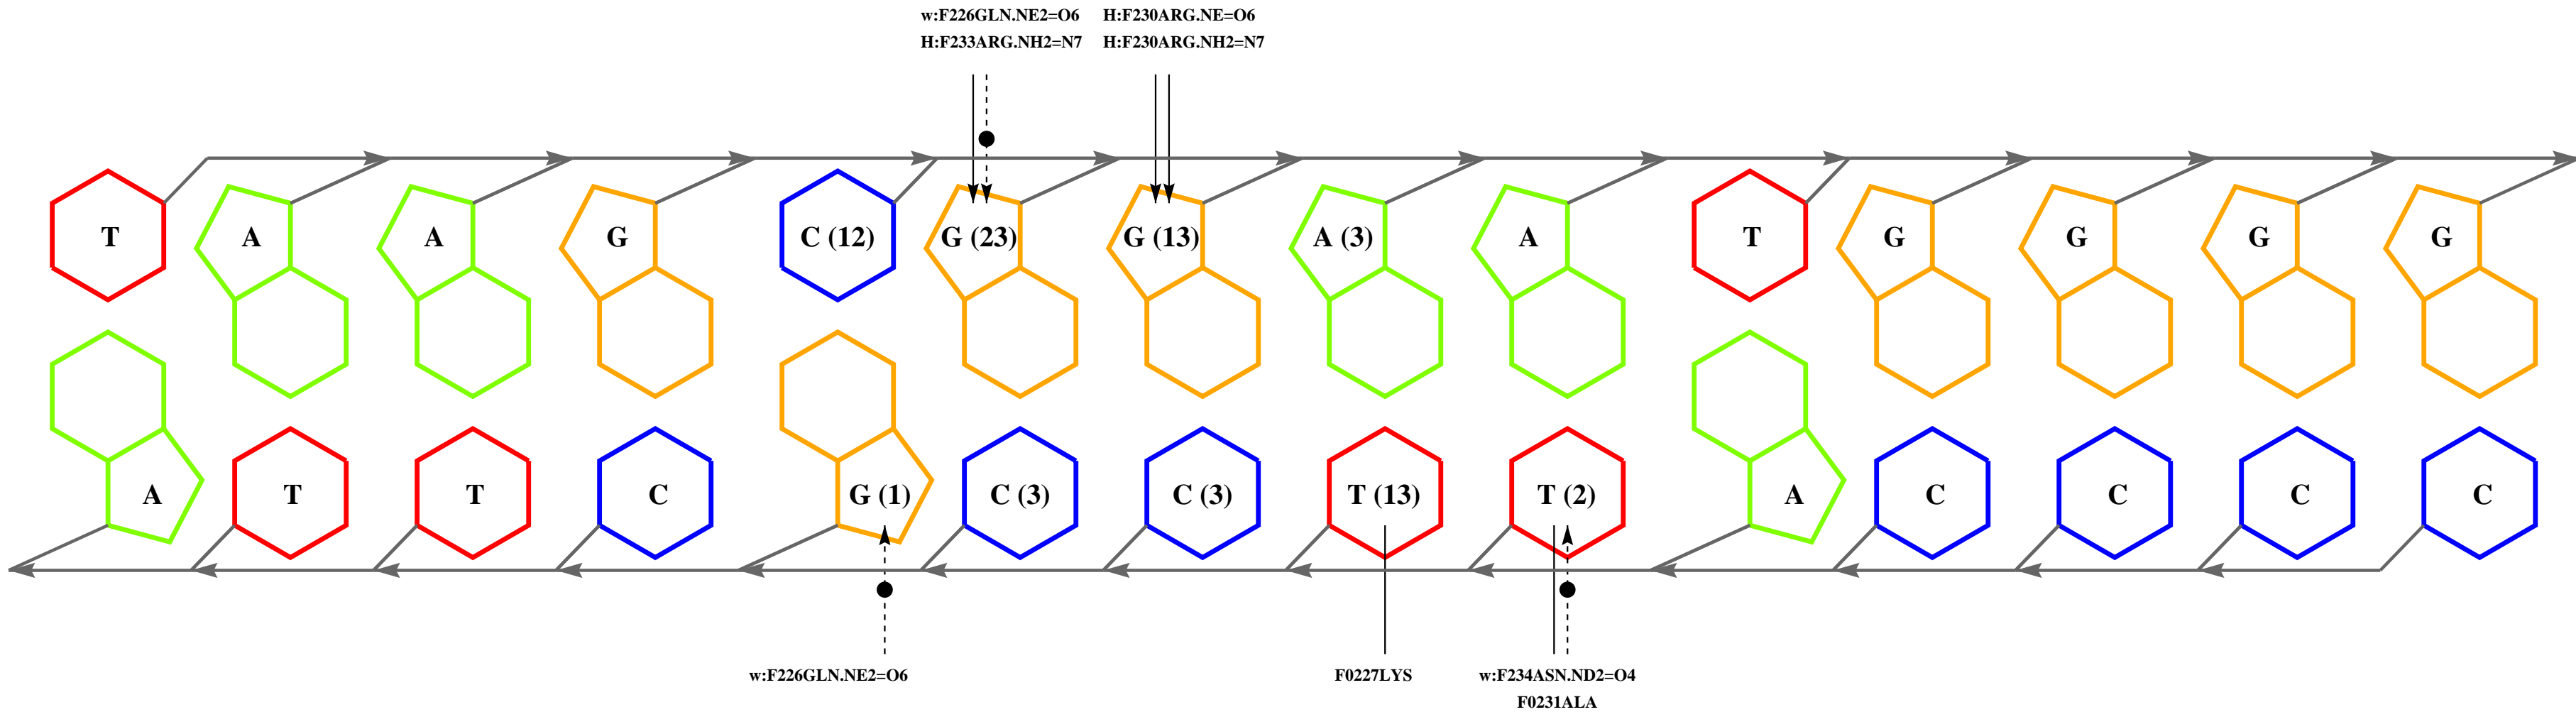 w:F226GLN.NE2=O6 H:F230ARG.NE=O6
H:F233ARG.NH2=N7 H:F230ARG.NH2=N7
T A A G C (12) G (23) G (13) A (3) A T G G G G
A T T C G (1) C (3) C (3) T (13) T (2) A C C C C
w:F226GLN.NE2=O6 F0227LYS w:F234ASN.ND2=O4
F0231ALA